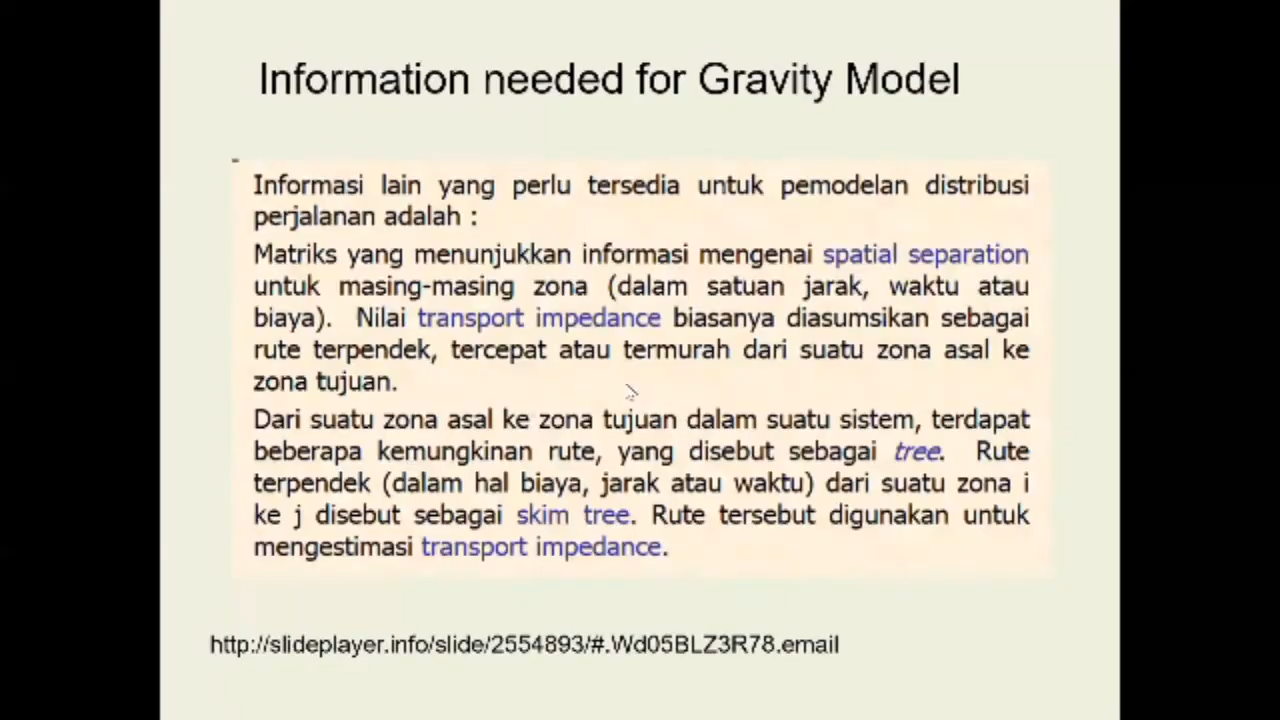 Information needed for Gravity Model
Informasi lain yang perlu tersedia untuk pemodelan distribusi
perjalanan adalah :
Matriks yang menunjukkan informasi mengenai spatial separation
untuk masing-masing zona (dalam satuan jarak, waktu atau
biaya). Nilai transport impedance biasanya diasumsikan sebagai
rute terpendek, tercepat atau termurah dari suatu zona asal ke
zona tujuan.
Dari suatu zona asal ke zona tujuan dalam suatu sistem, terdapat
beberapa kemungkinan rute, yang disebut sebagai tree. Rute
terpendek (dalam hal biaya, jarak atau waktu) dari suatu zona i
ke j disebut sebagai skim tree. Rute tersebut digunakan untuk
mengestimasi transport impedance.
http://slideplayer.info/slide/2554893/#.Wd05BLZ3R78.email